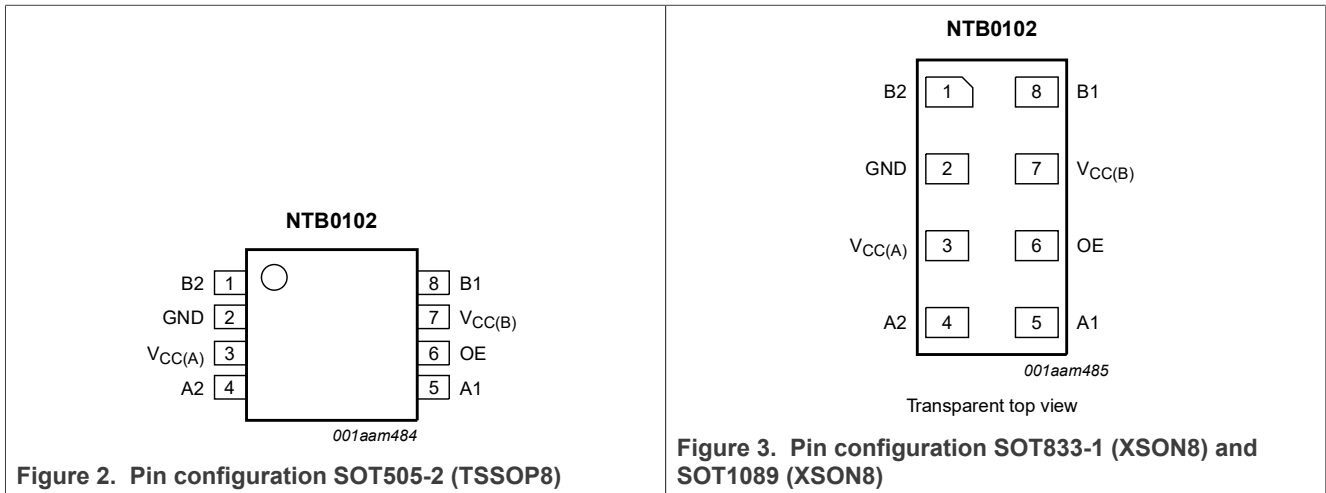 NTB0102
B2 1 8 B1
GND 2 7 VCC(B)
VCC(A) 3 6 OE
A2 4 5 A1
001aam484
Figure 2. Pin configuration SOT505-2 (TSSOP8)
NTB0102
B2 1 8 B1
GND 2 7 VCC(B)
VCC(A) 3 6 OE
A2 4 5 A1
001aam485
Transparent top view
Figure 3. Pin configuration SOT833-1 (XSON8) and
SOT1089 (XSON8)